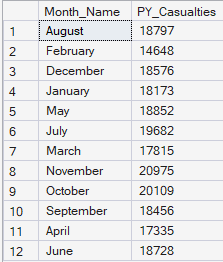 Month_Name PY_Casualties
1 August 18797
2 February 14648
3 December 18576
4 January 18173
5 May 18852
6 July 19682
7 March 17815
8 November 20975
9 October 20109
10 September 18456
11 April 17335
12 June 18728